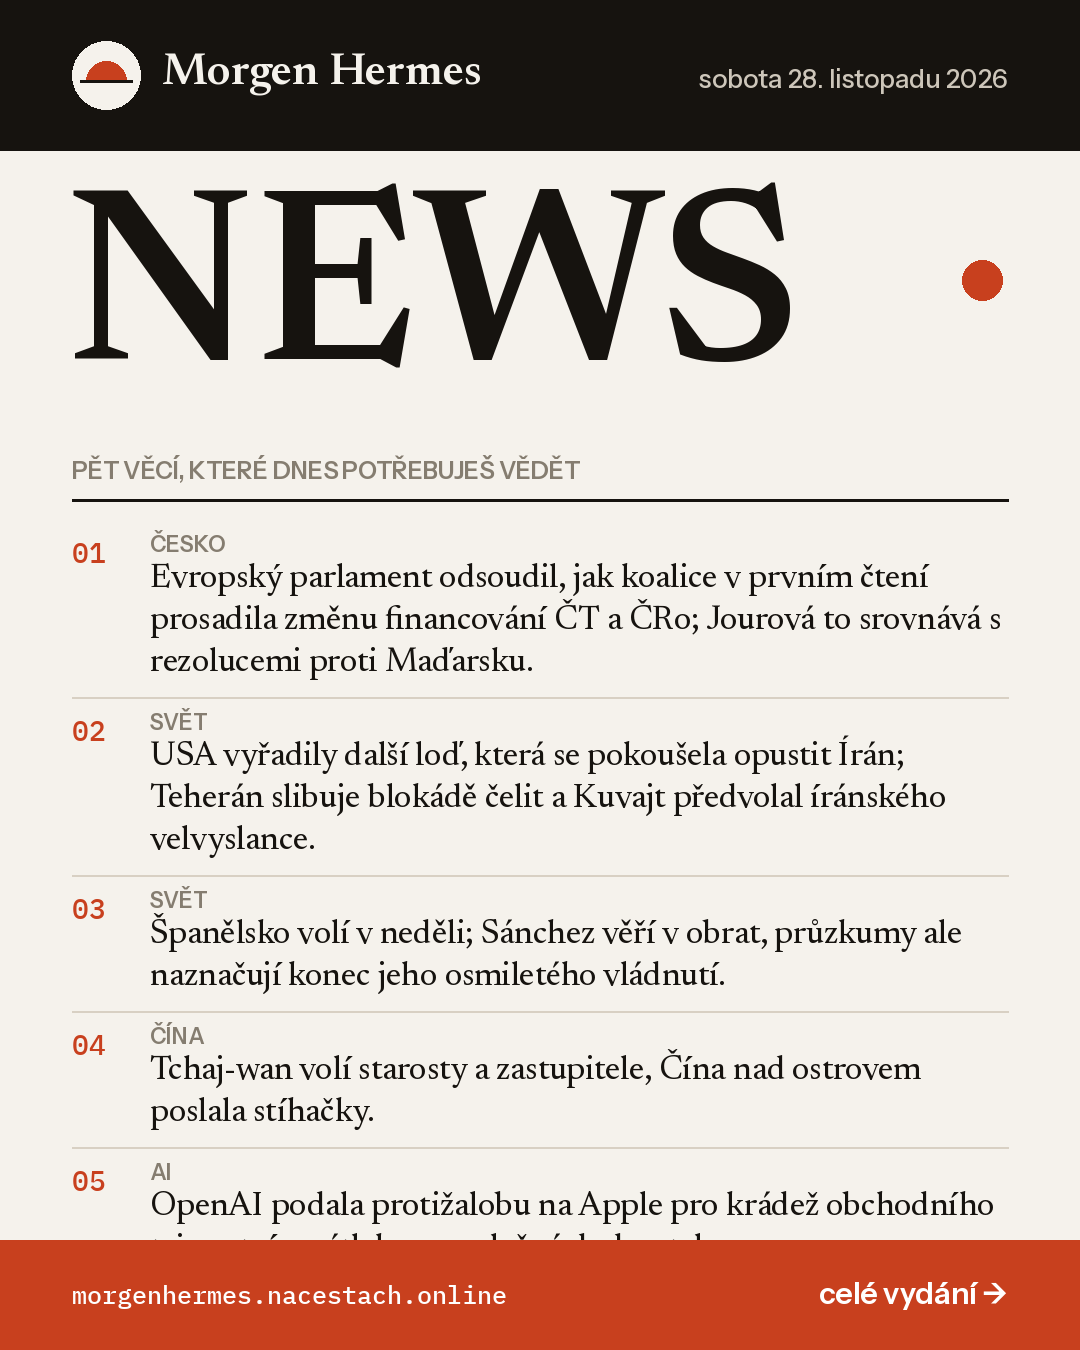 Morgen Hermes
sobota 28. listopadu 2026
NEWS
PĚT VĚCÍ, KTERÉ DNES POTŘEBUJEŠ VĚDĚT
01
ČESKO
Evropský parlament odsoudil, jak koalice v prvním čtení
prosadila změnu financování ČT a ČRo; Jourová to srovnává s
rezolucemi proti Maďarsku.
02
SVĚT
USA vyřadily další loď, která se pokoušela opustit Írán;
Teherán slibuje blokádě čelit a Kuvajt předvolal íránského
velvyslance.
03
SVĚT
Španělsko volí v neděli; Sánchez věří v obrat, průzkumy ale
naznačují konec jeho osmiletého vládnutí.
04
ČÍNA
Tchaj-wan volí starosty a zastupitele, Čína nad ostrovem
poslala stíhačky.
05
AI
OpenAI podala protižalobu na Apple pro krádež obchodního
morgenhermes.nacestach.online
celé vydání →